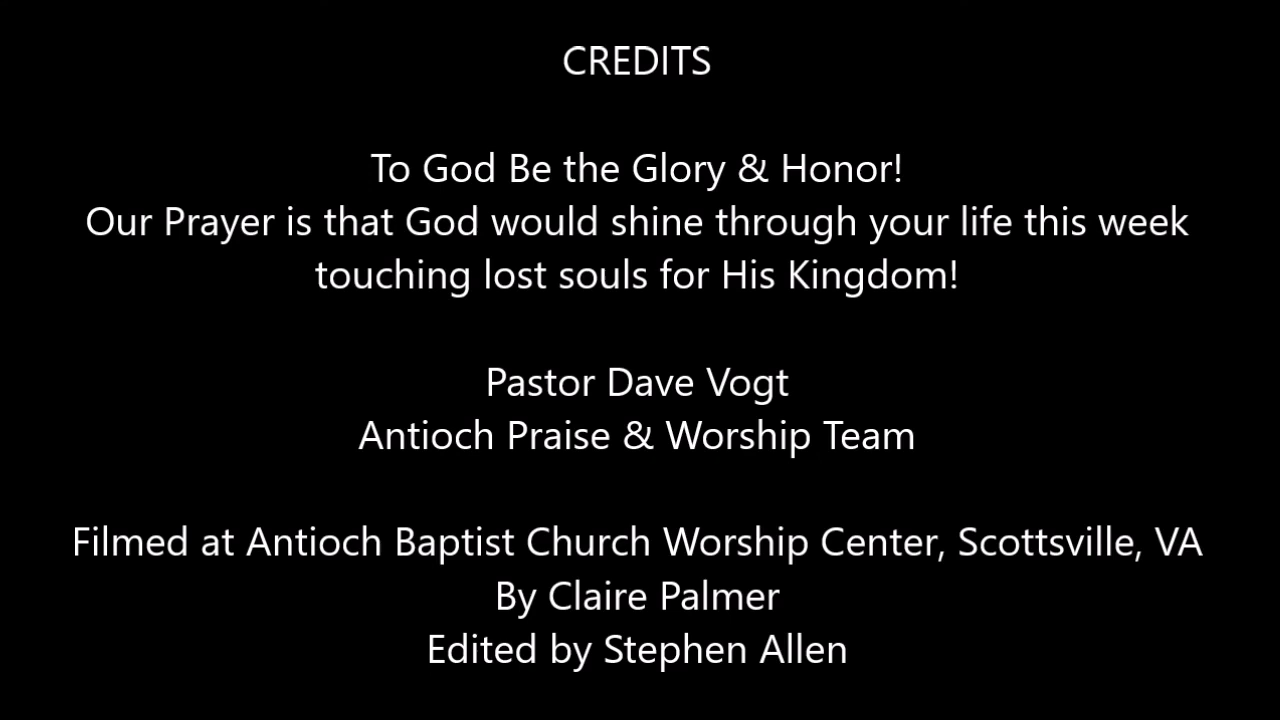 CREDITS
To God Be the Glory & Honor!
Our Prayer is that God would shine through your life this week
touching lost souls for His Kingdom!
Pastor Dave Vogt
Antioch Praise & Worship Team
Filmed at Antioch Baptist Church Worship Center, Scottsville, VA
By Claire Palmer
Edited by Stephen Allen